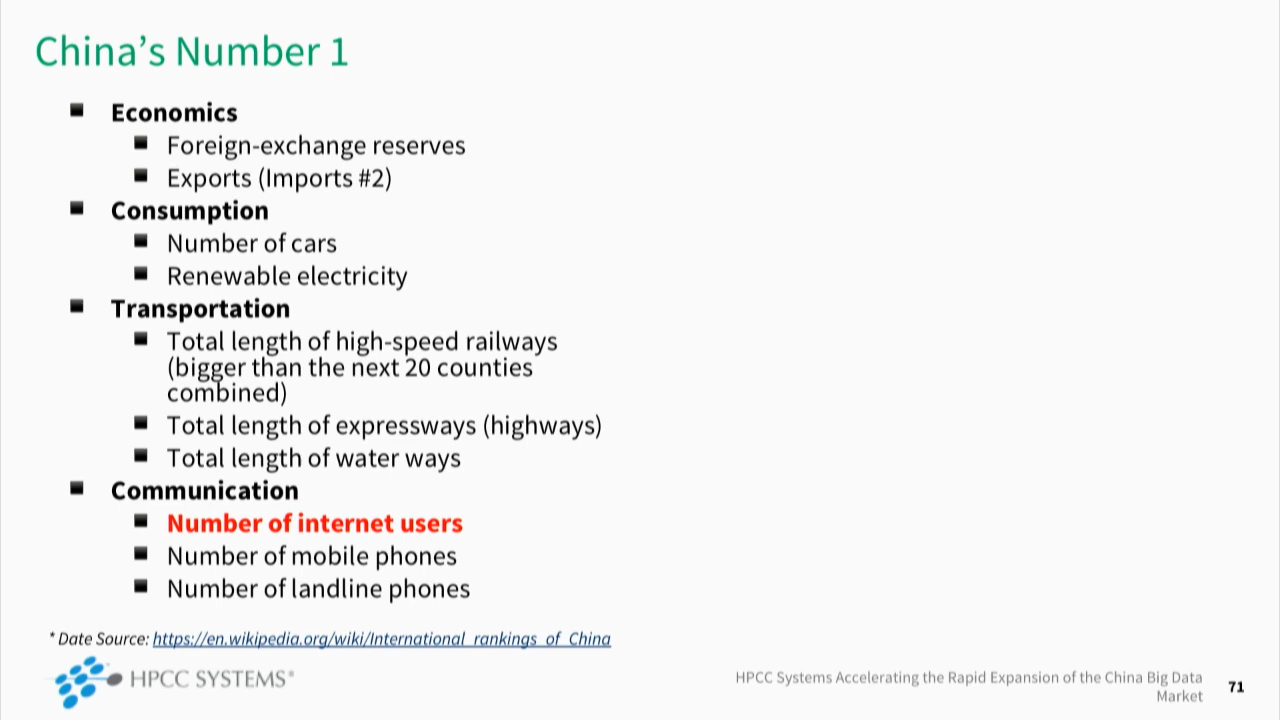 China’s Number 1
Economics
Foreign-exchange reserves
Exports (Imports #2)
Consumption
Number of cars
Renewable electricity
Transportation
Total length of high-speed railways
(bigger than the next 20 counties
combined)
Total length of expressways (highways)
Total length of water ways
Communication
Number of internet users
Number of mobile phones
Number of landline phones
* Date Source: https://en.wikipedia.org/wiki/International_rankings_of_China
HPCC SYSTEMS®
HPCC Systems Accelerating the Rapid Expansion of the China Big Data
Market
71